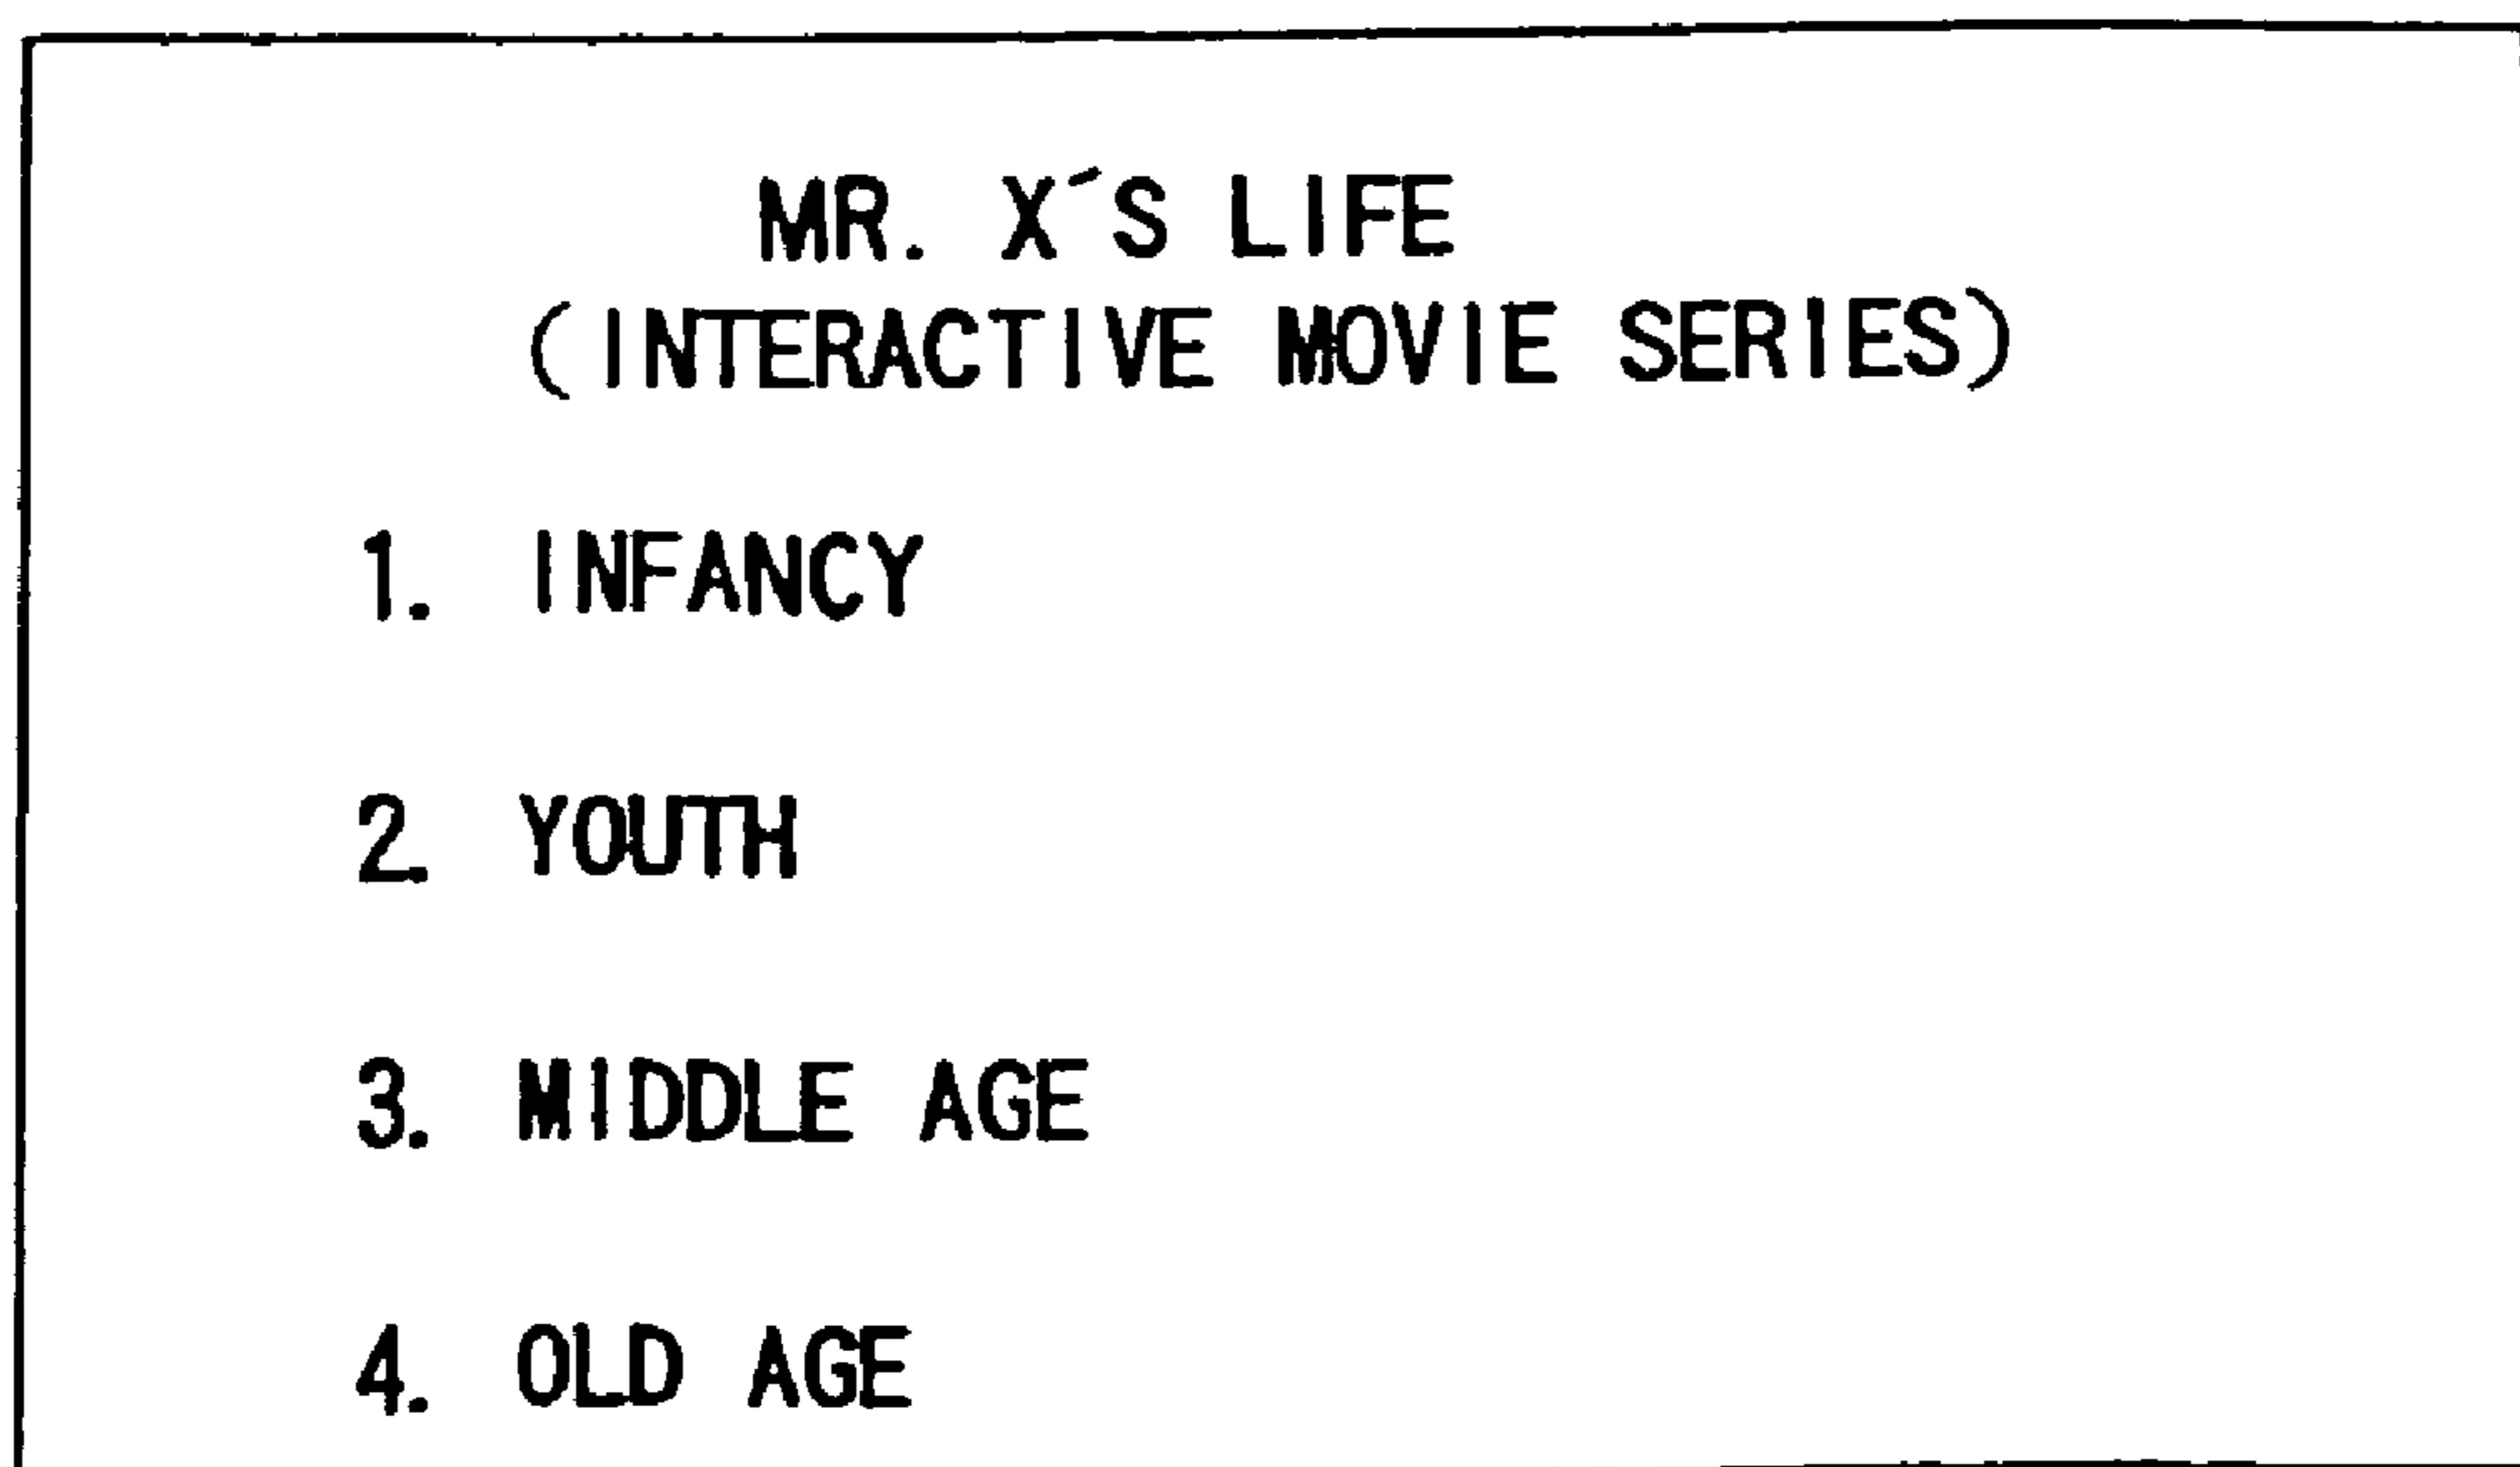 MR. X´S LIFE
(INTERACTIVE MOVIE SERIES)
1. INFANCY
2. YOUTH
3. MIDDLE AGE
4. OLD AGE